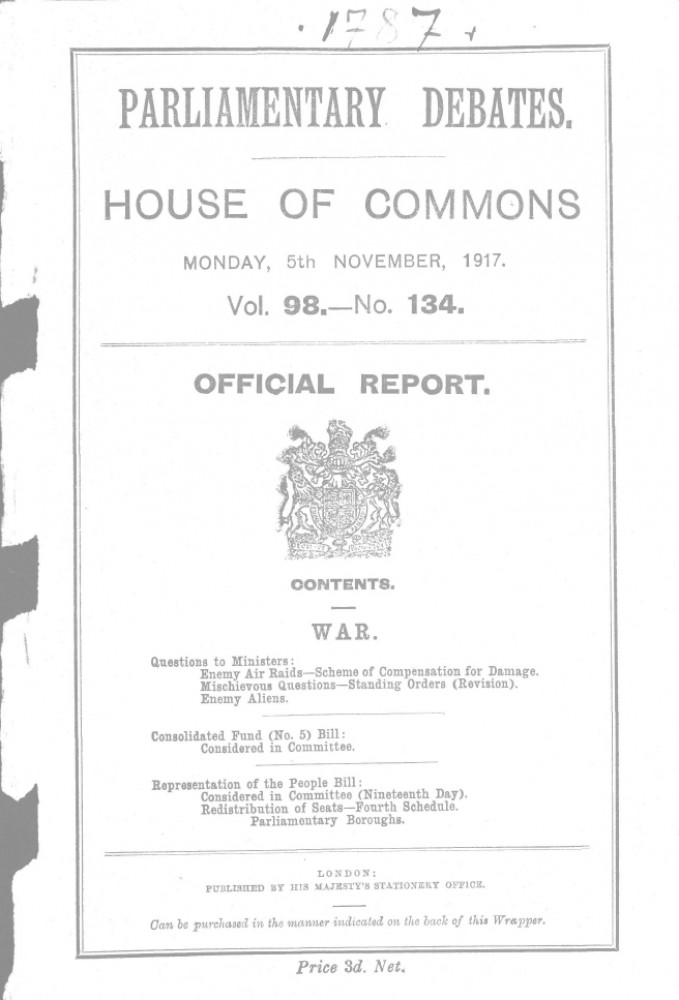 1787
PARLIAMENTARY DEBATES.
HOUSE OF COMMONS
MONDAY, 5th NOVEMBER, 1917.
Vol. 98.—No. 134.
OFFICIAL REPORT.
CONTENTS.
WAR.
Questions to Ministers:
Enemy Air Raids—Scheme of Compensation for Damage.
Mischievous Questions—Standing Orders (Revision).
Enemy Aliens.
Consolidated Fund (No. 5) Bill:
Considered in Committee.
Representation of the People Bill:
Considered in Committee (Nineteenth Day).
Redistribution of Seats—Fourth Schedule.
Parliamentary Boroughs.
LONDON:
PUBLISHED BY HIS MAJESTY'S STATIONERY OFFICE.
Can be purchased in the manner indicated on the back of this Wrapper.
Price 3d. Net.